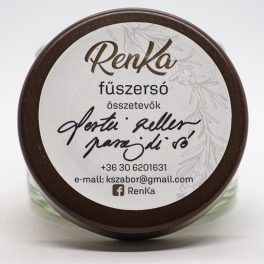 RenKa
fűszersó
összetevők
zeller
parajdi só
+36 30 6201631
e-mail: kszabor@gmail.com
RenKa